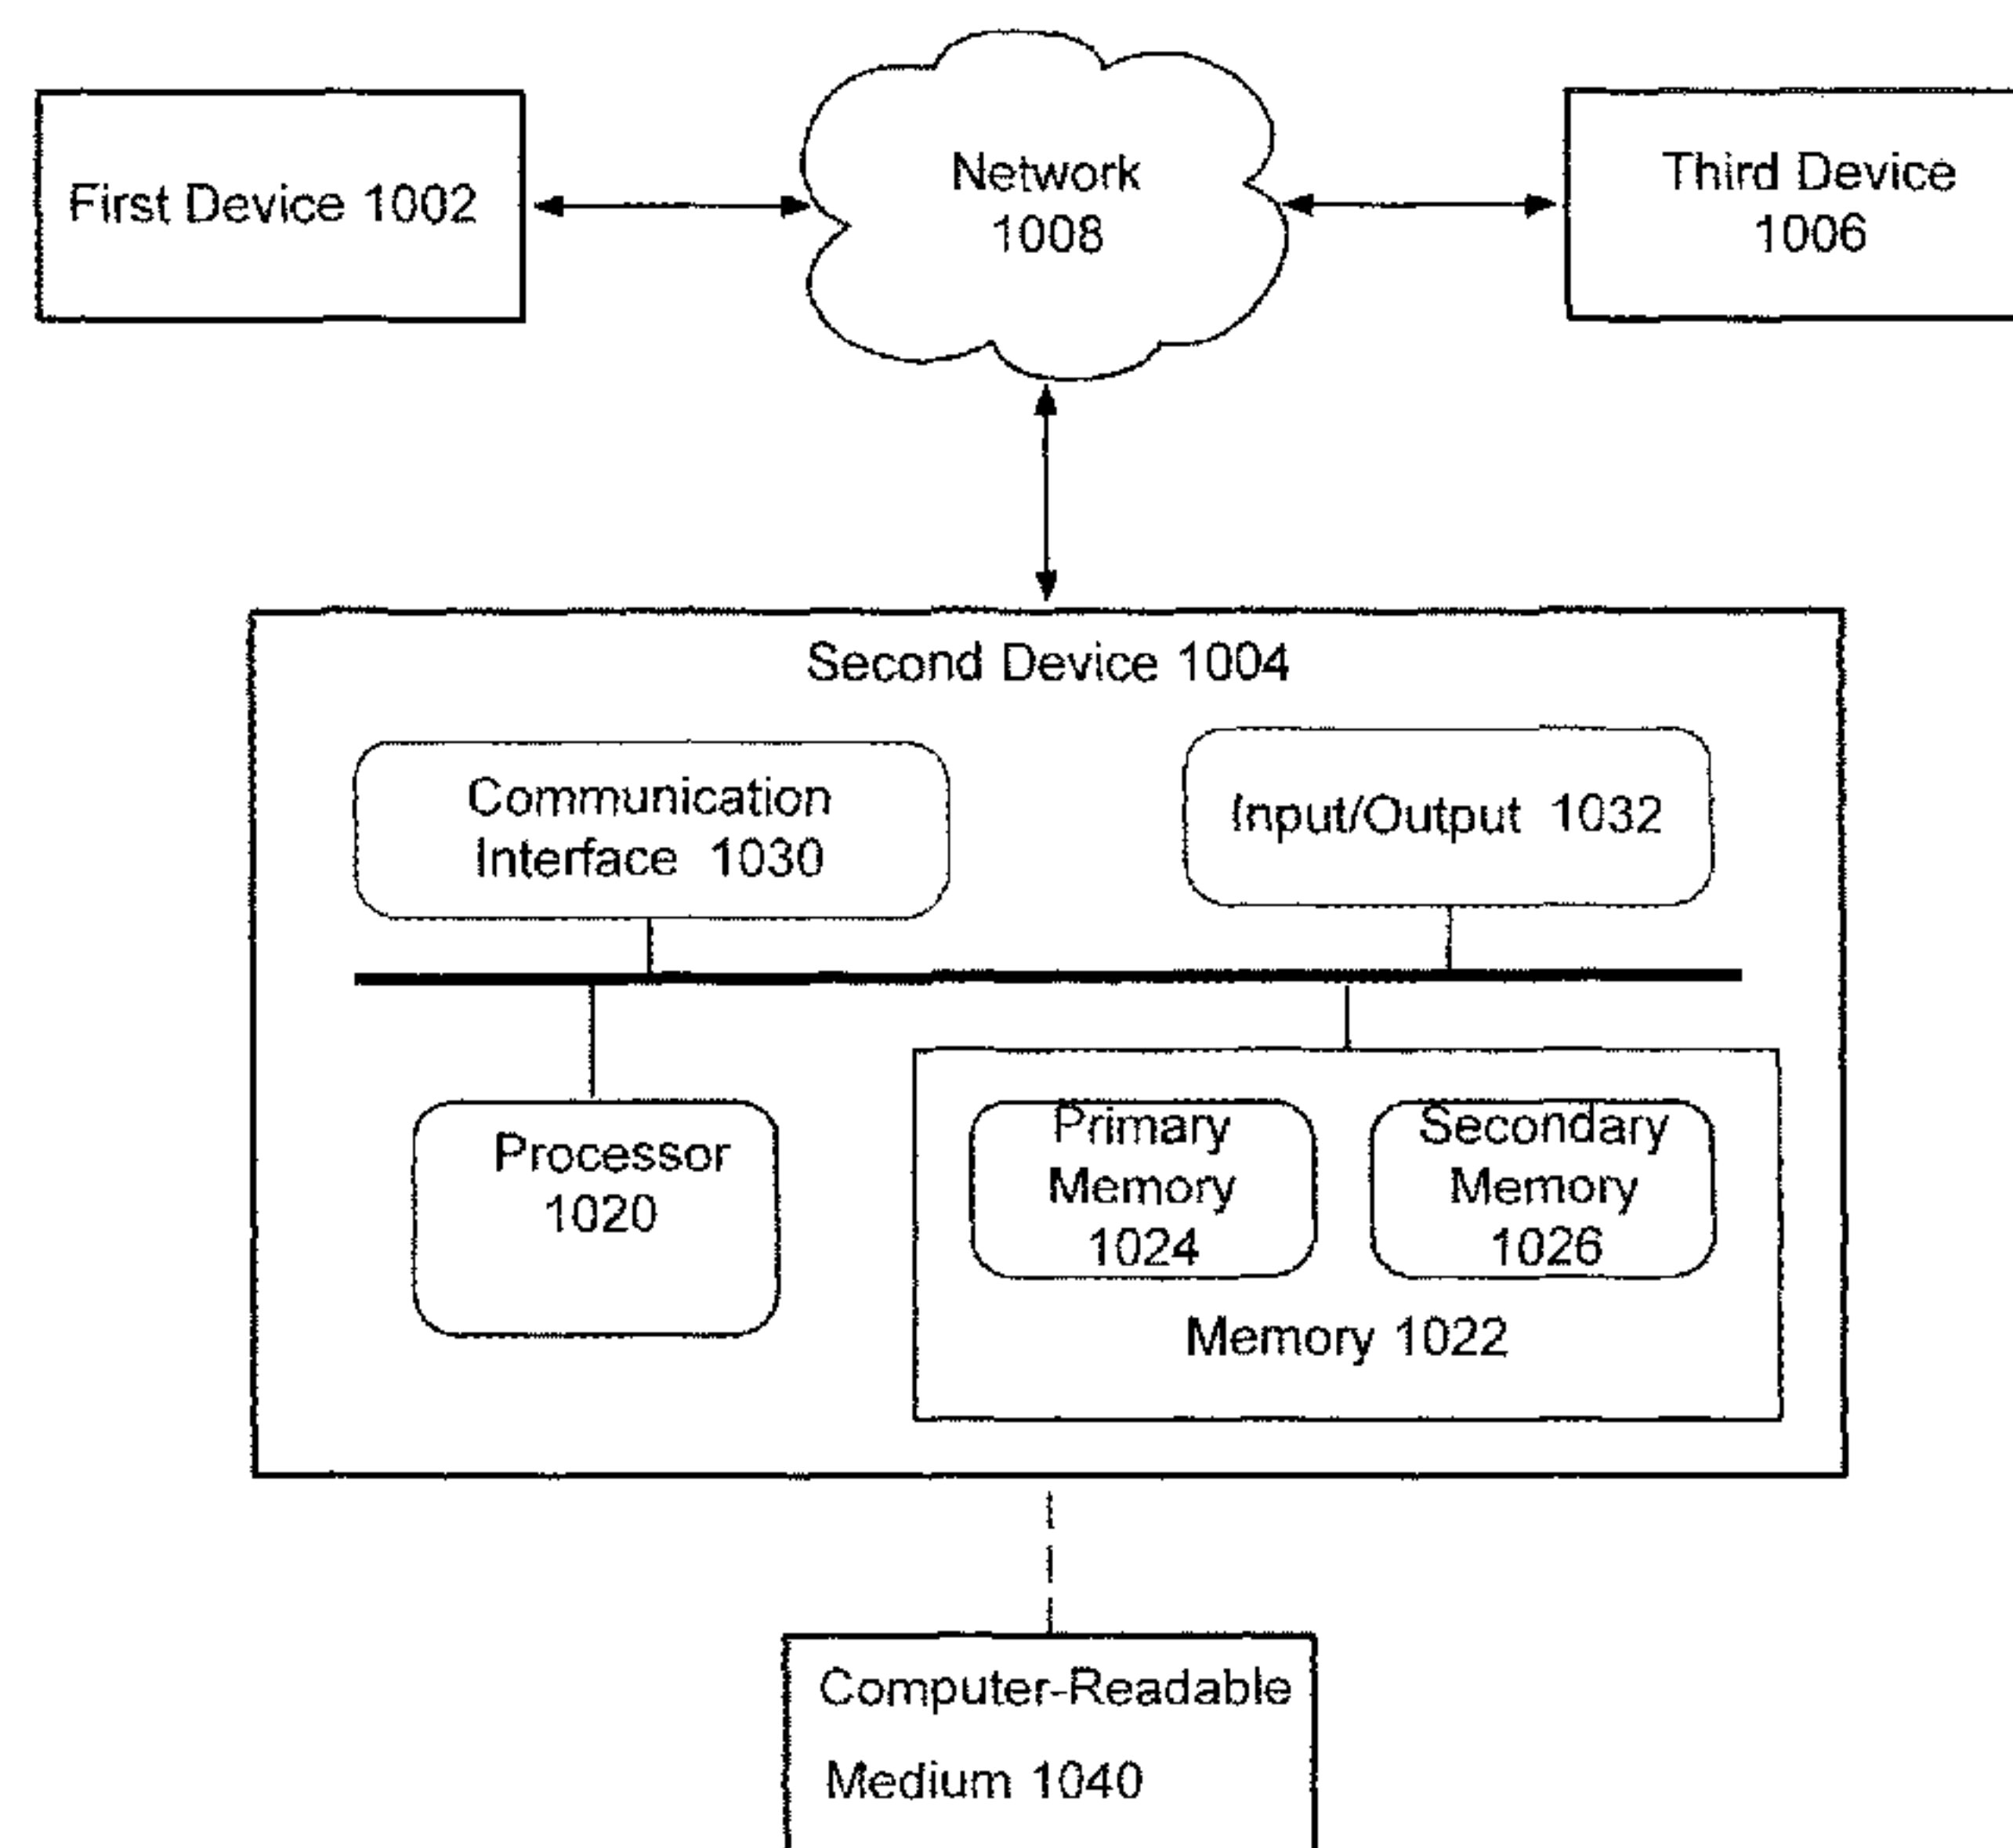 First Device 1002
Network
1008
Third Device
1006
Second Device 1004
Communication
Interface 1030
Input/Output 1032
Processor
1020
Primary
Memory
1024
Secondary
Memory
1026
Memory 1022
Computer-Readable
Medium 1040